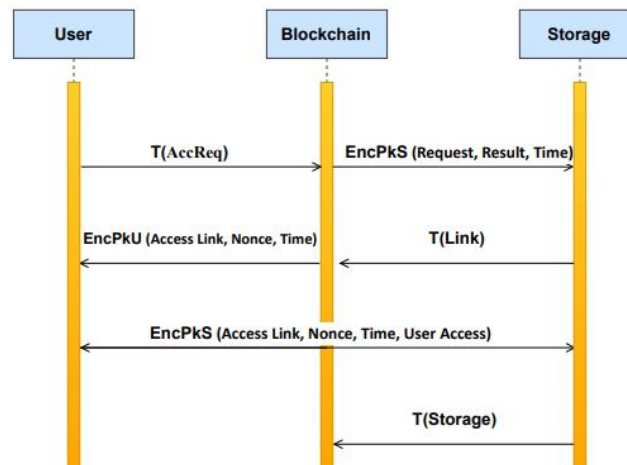 User
Blockchain
Storage
T(AccReq)
EncPkS (Request, Result, Time)
EncPkU (Access Link, Nonce, Time)
T(Link)
EncPkS (Access Link, Nonce, Time, User Access)
T(Storage)